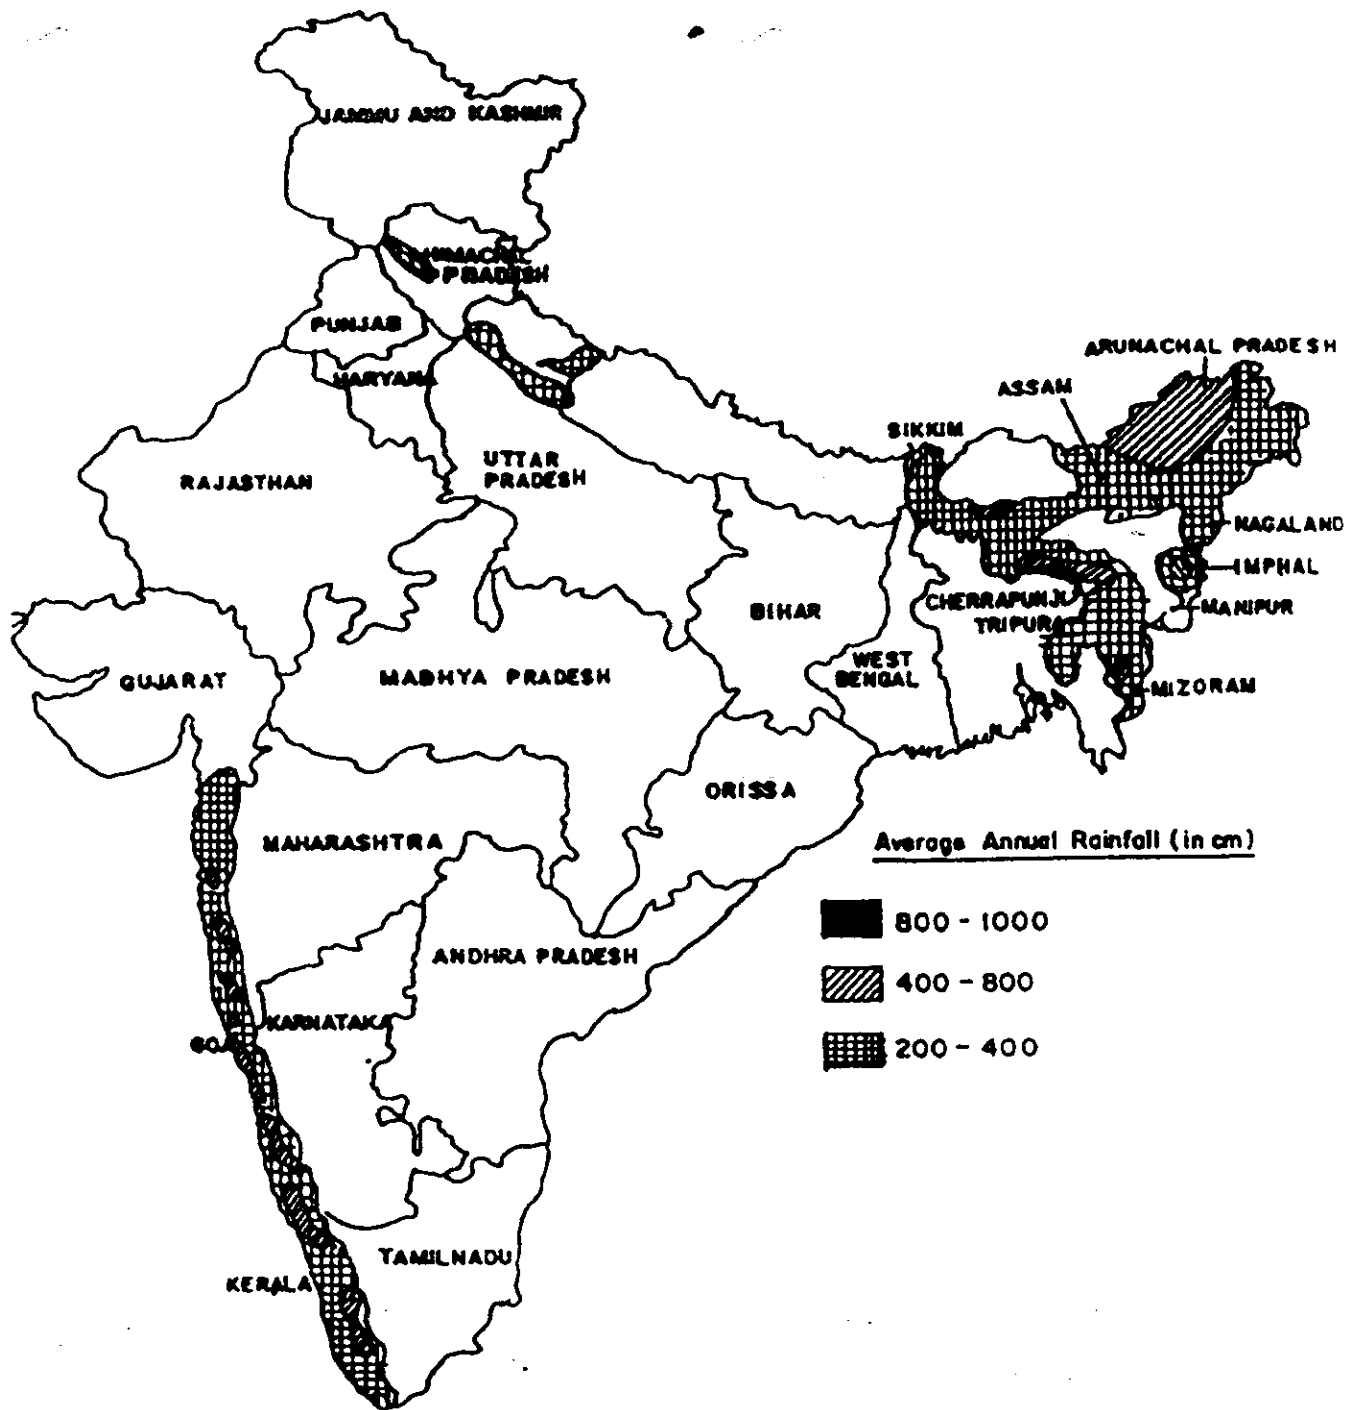 JAMMU AND KASHMIR
HIMACHAL
PRADESH
PUNJAB
HARYANA
ARUNACHAL PRADESH
ASSAM
SIKKIM
UTTAR
PRADESH
RAJASTHAN
NAGALAND
IMPHAL
CHERRAPUNJI
MANIPUR
BIHAR
TRIPURA
WEST
BENGAL
GUJARAT
MADHYA PRADESH
MIZORAM
ORISSA
MAHARASHTRA
Average Annual Rainfall (in cm)
800 - 1000
ANDHRA PRADESH
400 - 800
KARNATAKA
GOA
200 - 400
TAMILNADU
KERALA